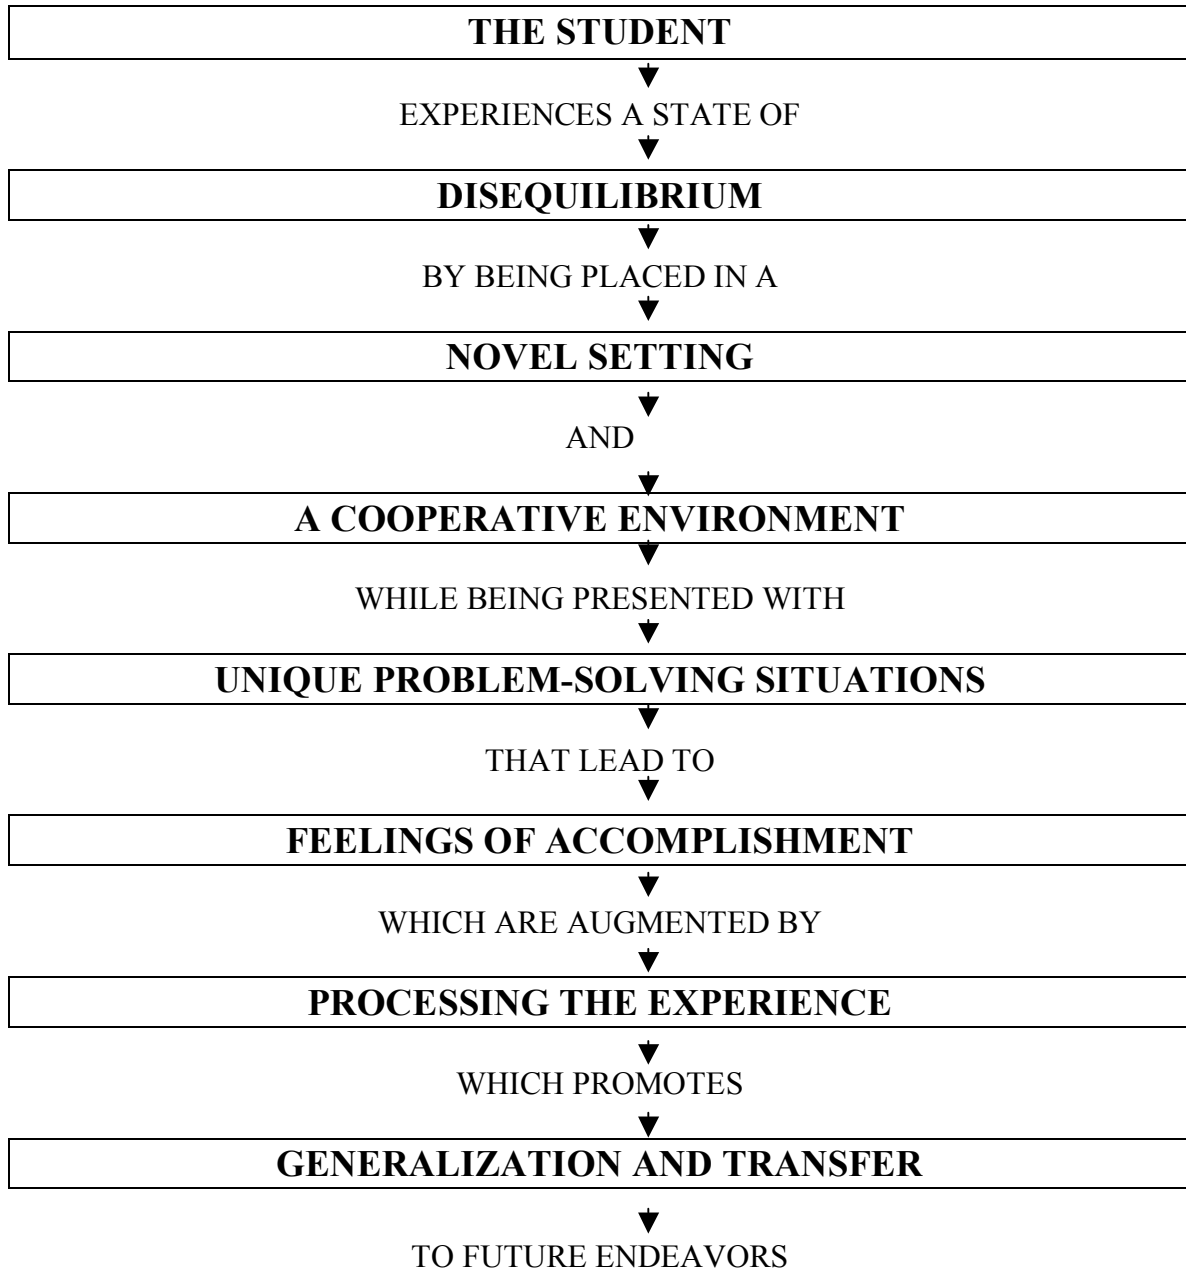 THE STUDENT
EXPERIENCES A STATE OF
DISEQUILIBRIUM
BY BEING PLACED IN A
NOVEL SETTING
AND
A COOPERATIVE ENVIRONMENT
WHILE BEING PRESENTED WITH
UNIQUE PROBLEM-SOLVING SITUATIONS
THAT LEAD TO
FEELINGS OF ACCOMPLISHMENT
WHICH ARE AUGMENTED BY
PROCESSING THE EXPERIENCE
WHICH PROMOTES
GENERALIZATION AND TRANSFER
TO FUTURE ENDEAVORS